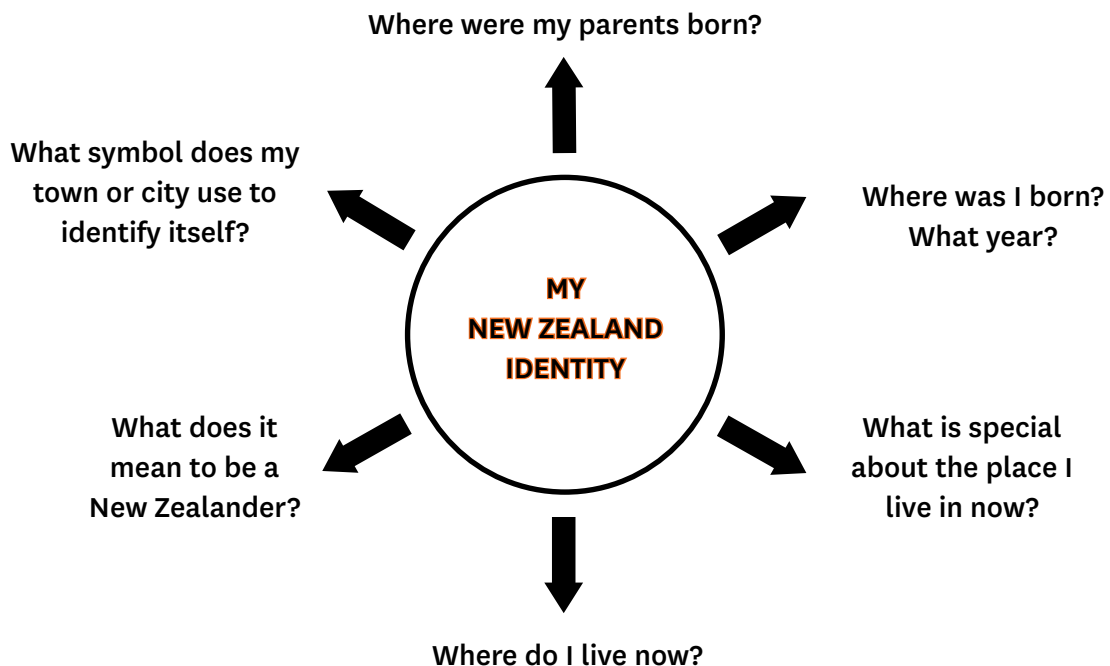 Where were my parents born?
What symbol does my
town or city use to
identify itself?
Where was I born?
What year?
MY
NEW ZEALAND
IDENTITY
What does it
mean to be a
New Zealander?
What is special
about the place I
live in now?
Where do I live now?